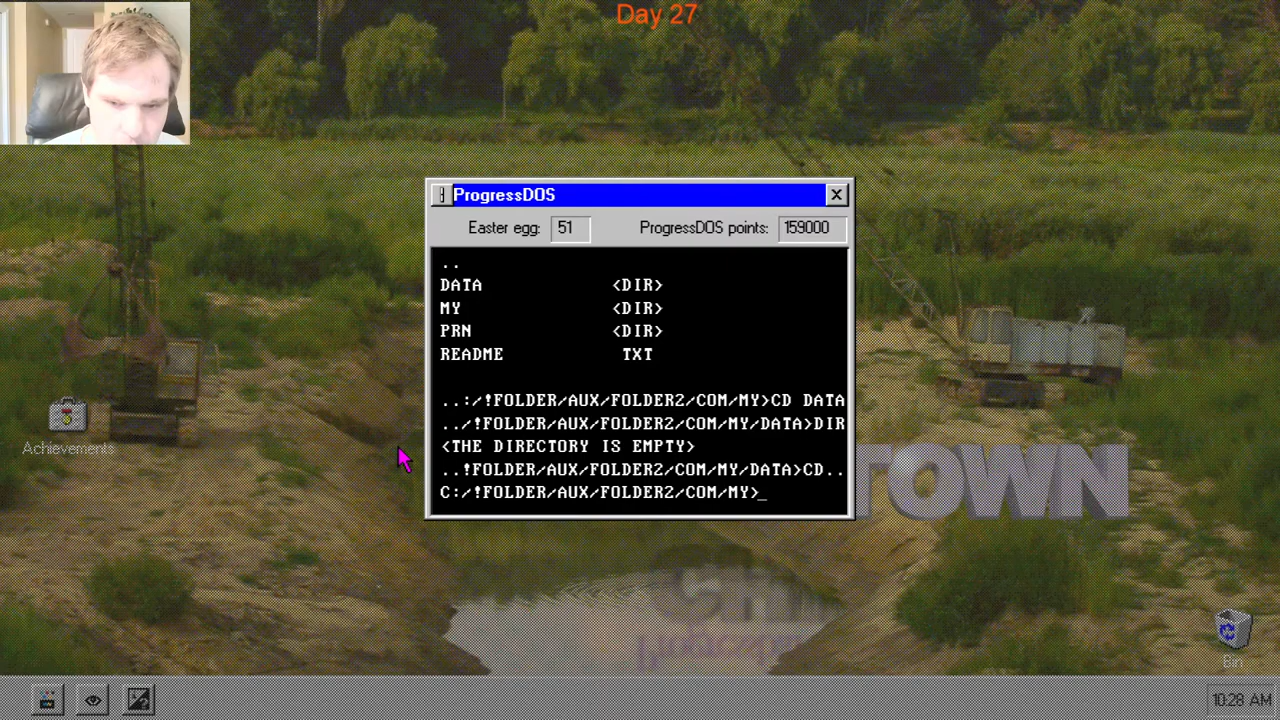 Day 27
ProgressDOS
Easter egg: 51 ProgressDOS points: 159000
..
DATA <DIR>
MY <DIR>
PRN <DIR>
README TXT
..:/!FOLDER/AUX/FOLDER2/COM/MY>CD DATA
../!FOLDER/AUX/FOLDER2/COM/MY/DATA>DIR
<THE DIRECTORY IS EMPTY>
..!FOLDER/AUX/FOLDER2/COM/MY/DATA>CD..
C:/!FOLDER/AUX/FOLDER2/COM/MY>_
Achievements
TOWN
Bin
10:28 AM